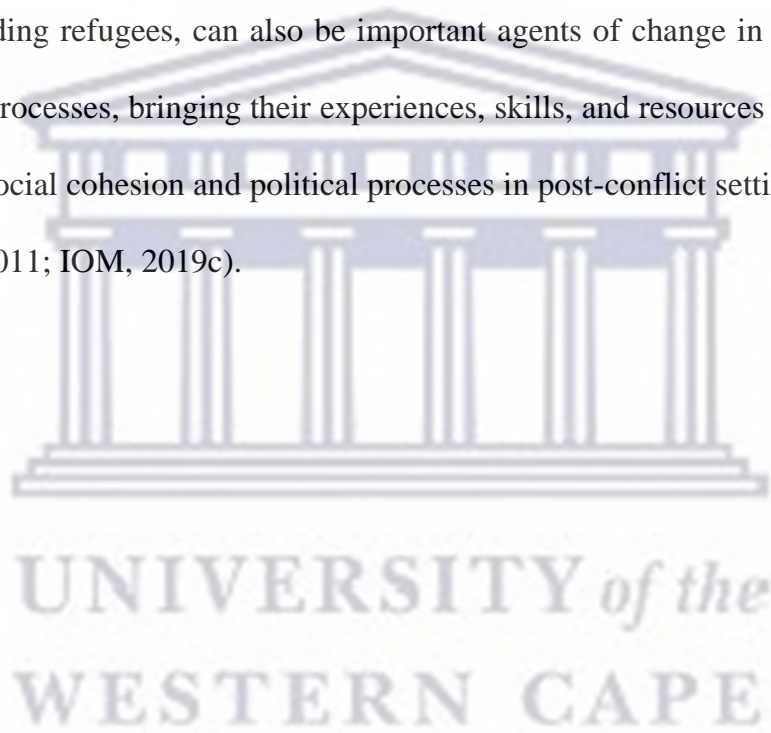 ding refugees, can also be important agents of change in
rocesses, bringing their experiences, skills, and resources
ocial cohesion and political processes in post-conflict setti
011; IOM, 2019c).
UNIVERSITY of the
WESTERN CAPE